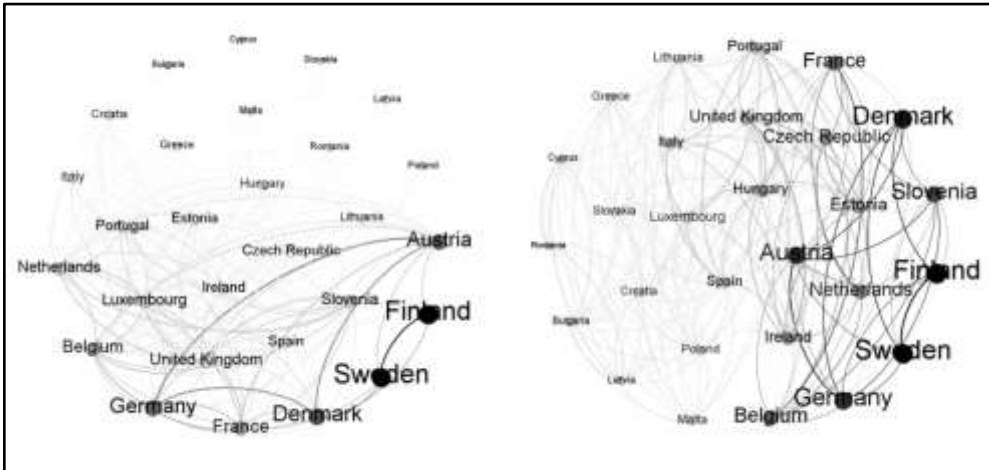 Cyprus
Bulgaria
Slovakia
Croatia
Malta
Latvia
Greece
Romania
Poland
Italy
Hungary
Portugal
Estonia
Lithuania
Austria
Czech Republic
Netherlands
Luxembourg
Ireland
Slovenia
Finland
Belgium
United Kingdom
Spain
Sweden
Germany
France
Denmark
Portugal
Lithuania
France
Greece
United Kingdom
Denmark
Czech Republic
Italy
Cyprus
Hungary
Slovenia
Slovakia
Luxembourg
Estonia
Romania
Austria
Finland
Croatia
Spain
Netherlands
Bulgaria
Ireland
Poland
Sweden
Latvia
Germany
Malta
Belgium